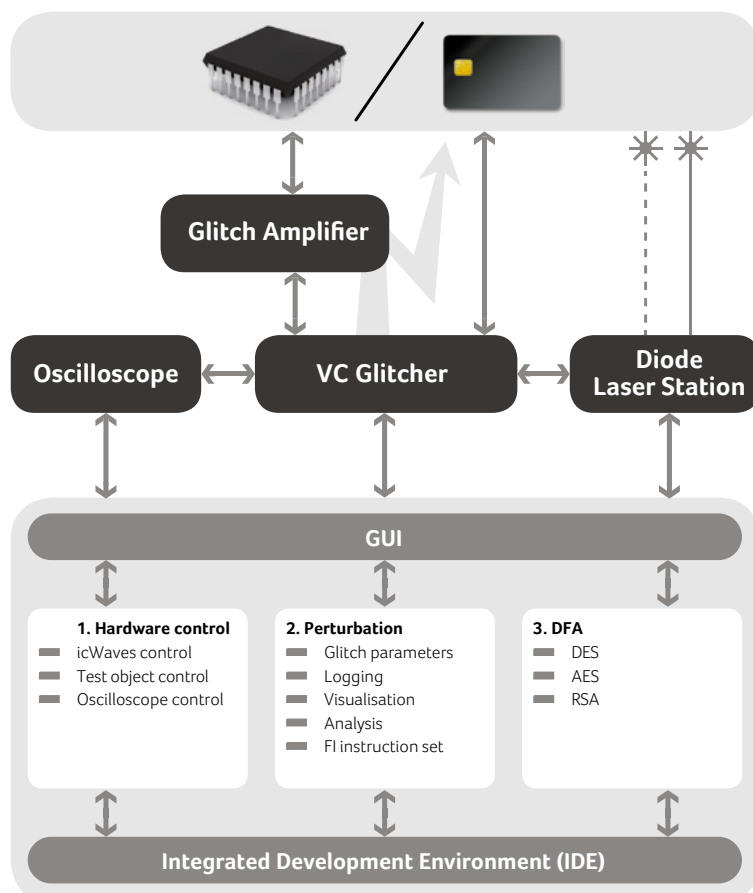 Glitch Amplifier
Oscilloscope
VC Glitcher
Diode
Laser Station
GUI
1. Hardware control
icWaves control
Test object control
Oscilloscope control
2. Perturbation
Glitch parameters
Logging
Visualisation
Analysis
FI instruction set
3. DFA
DES
AES
RSA
Integrated Development Environment (IDE)